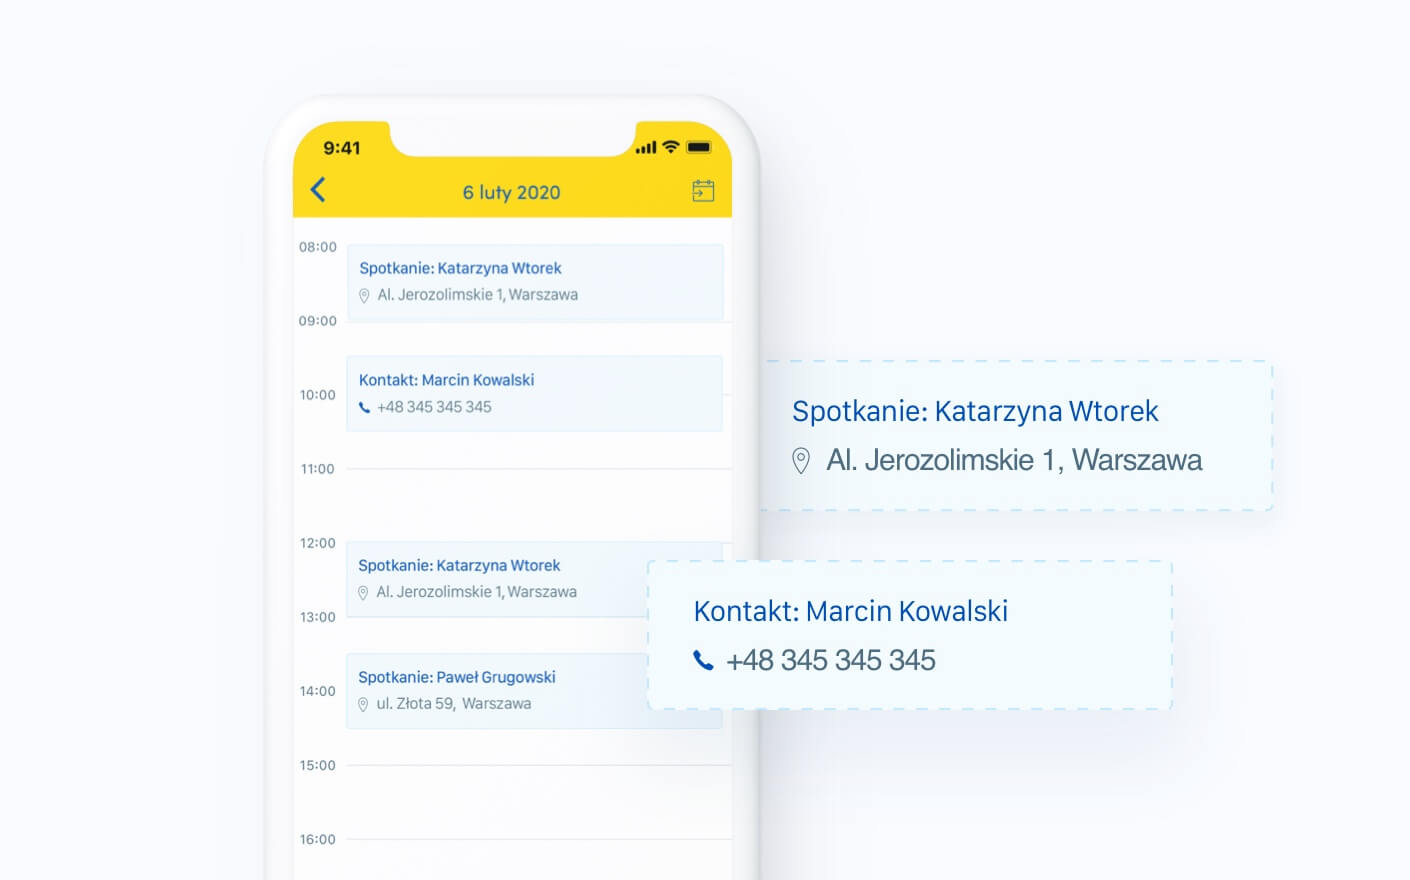 9:41
6 luty 2020
08:00
Spotkanie: Katarzyna Wtorek
Al. Jerozolimskie 1, Warszawa
09:00
Kontakt: Marcin Kowalski
10:00
+48 345 345 345
11:00
12:00
Spotkanie: Katarzyna Wtorek
Al. Jerozolimskie 1, Warszawa
13:00
Spotkanie: Paweł Grugowski
14:00
ul. Złota 59, Warszawa
15:00
16:00
Spotkanie: Katarzyna Wtorek
Al. Jerozolimskie 1, Warszawa
Kontakt: Marcin Kowalski
+48 345 345 345